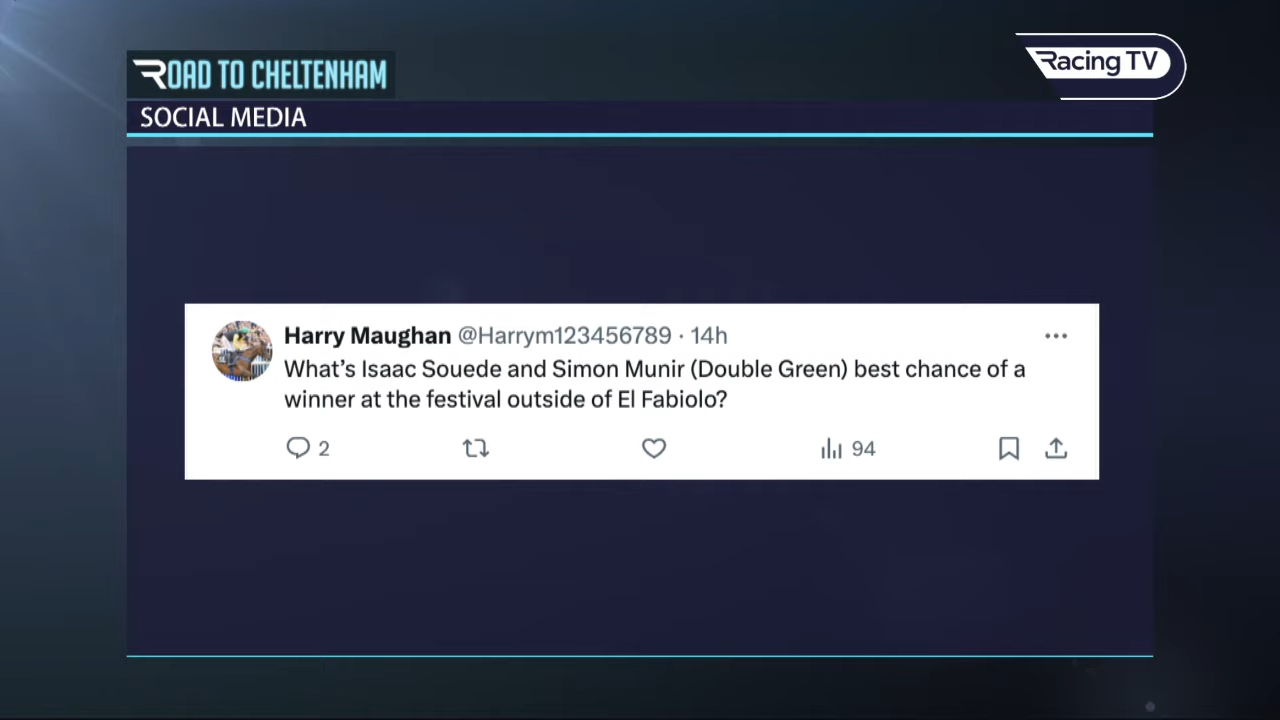 ROAD TO CHELTENHAM
Racing TV
SOCIAL MEDIA
Harry Maughan @Harrym123456789 · 14h
What’s Isaac Souede and Simon Munir (Double Green) best chance of a
winner at the festival outside of El Fabiolo?
2
94